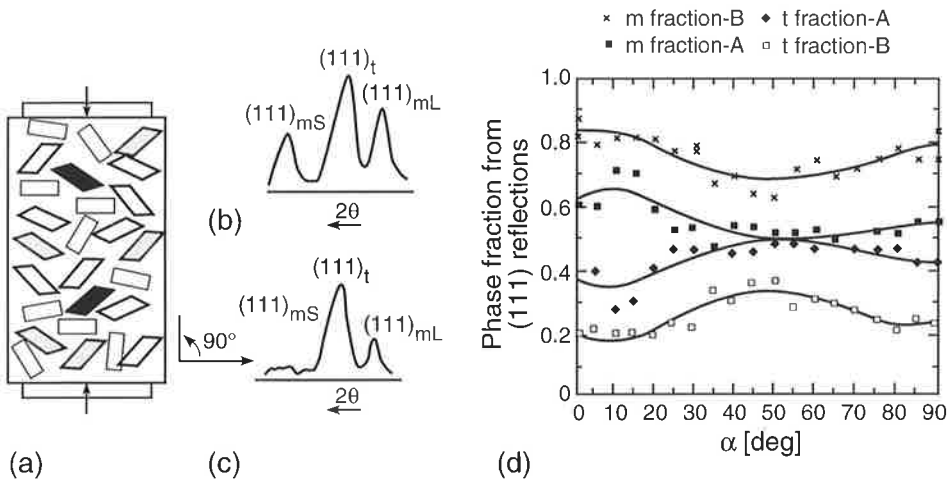 × m fraction-B ◆ t fraction-A
■ m fraction-A □ t fraction-B
(a)
90°
(b)
(111)mS
(111)t
(111)mL
2θ
(c)
(111)mS
(111)t
(111)mL
2θ
(d)
Phase fraction from
(111) reflections
1.0
0.8
0.6
0.4
0.2
0
0 10 20 30 40 50 60 70 80 90
α [deg]